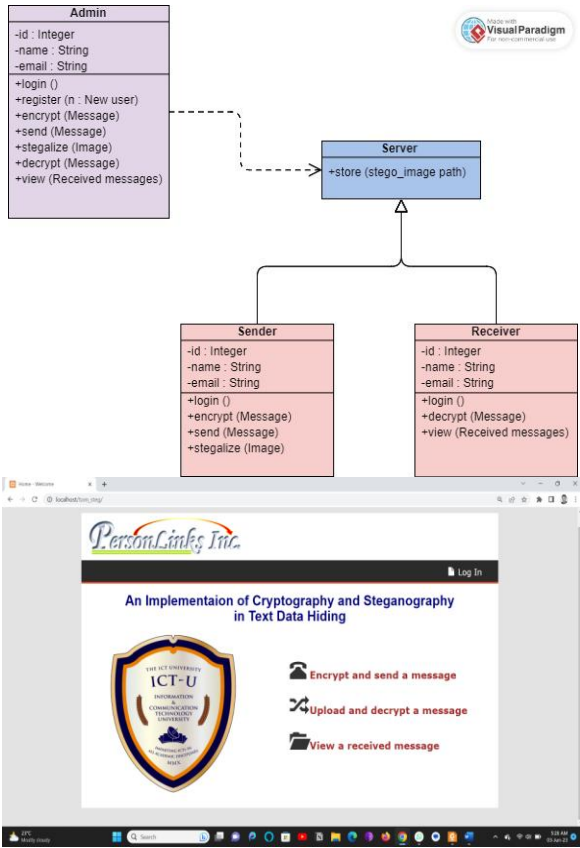 Admin
-id : Integer
-name : String
-email : String
+login ()
+register (n : New user)
+encrypt (Message)
+send (Message)
+stegalize (Image)
+decrypt (Message)
+view (Received messages)
Made with
Visual Paradigm
For non-commercial use
Server
+store (stego_image path)
Sender
-id : Integer
-name : String
-email : String
+login ()
+encrypt (Message)
+send (Message)
+stegalize (Image)
Receiver
-id : Integer
-name : String
-email : String
+login ()
+decrypt (Message)
+view (Received messages)
Home - Welcome
PersonLinks Inc.
Log In
An Implementaion of Cryptography and Steganography
in Text Data Hiding
THE ICT UNIVERSITY
ICT-U
INFORMATION
&
COMMUNICATION
TECHNOLOGY
UNIVERSITY
Encrypt and send a message
Upload and decrypt a message
View a received message
23°C
Mostly cloudy
Search